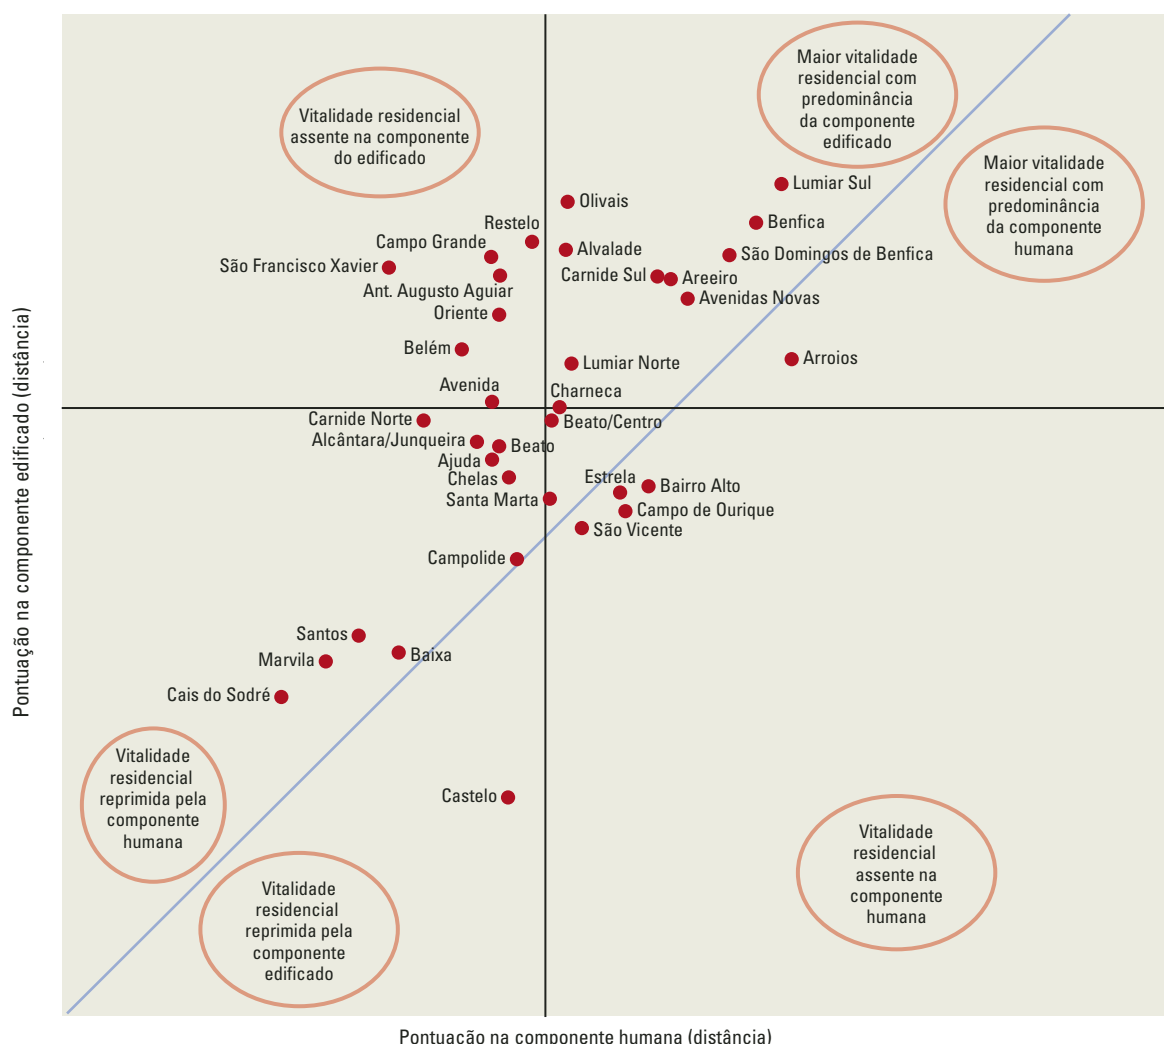 Maior vitalidade
residencial com
predominância
da componente
edificado
Vitalidade residencial
assente na componente
do edificado
Maior vitalidade
residencial com
predominância
da componente
humana
Lumiar Sul
Olivais
Benfica
Restelo
Campo Grande
Alvalade
São Domingos de Benfica
São Francisco Xavier
Carnide Sul
Areeiro
Ant. Augusto Aguiar
Avenidas Novas
Oriente
Belém
Lumiar Norte
Arroios
Avenida
Charneca
Carnide Norte
Beato/Centro
Alcântara/Junqueira
Beato
Ajuda
Chelas
Estrela
Bairro Alto
Santa Marta
Campo de Ourique
São Vicente
Campolide
Santos
Baixa
Marvila
Cais do Sodré
Vitalidade
residencial
reprimida pela
componente
humana
Castelo
Vitalidade
residencial
assente na
componente
humana
Vitalidade
residencial
reprimida pela
componente
edificado
Pontuação na componente edificado (distância)
Pontuação na componente humana (distância)